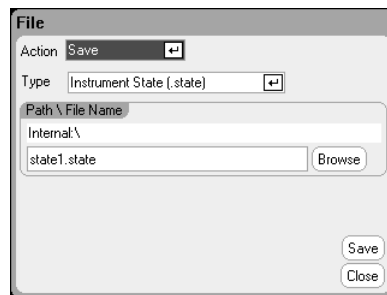 File
Action Save
Type Instrument State (.state)
Path \ File Name
Internal:\
state1.state Browse
Save
Close